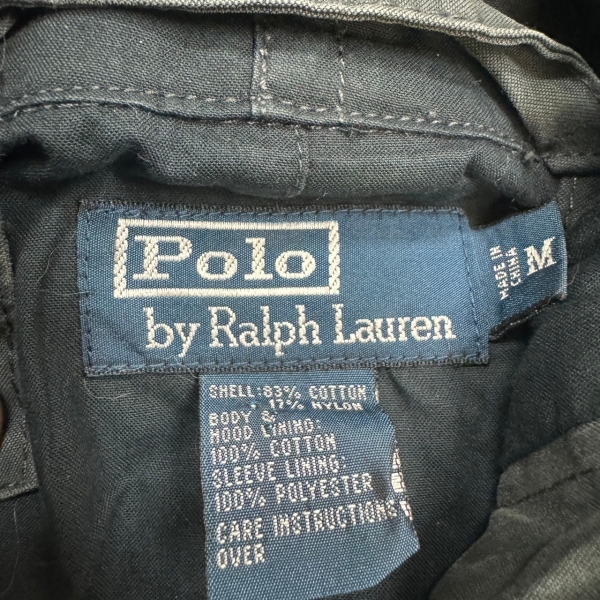 Polo
by Ralph Lauren
MADE IN
CHINA
M
SHELL: 83% COTTON
17% NYLON
BODY &
HOOD LINING:
100% COTTON
SLEEVE LINING:
100% POLYESTER
CARE INSTRUCTIONS
OVER